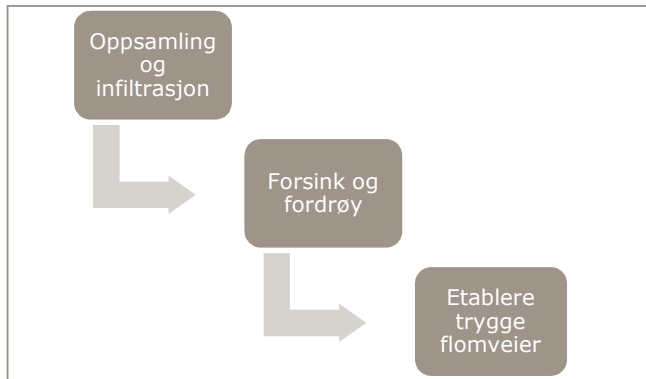 Oppsamling
og
infiltrasjon
Forsink og
fordrøy
Etablere
trygge
flomveier